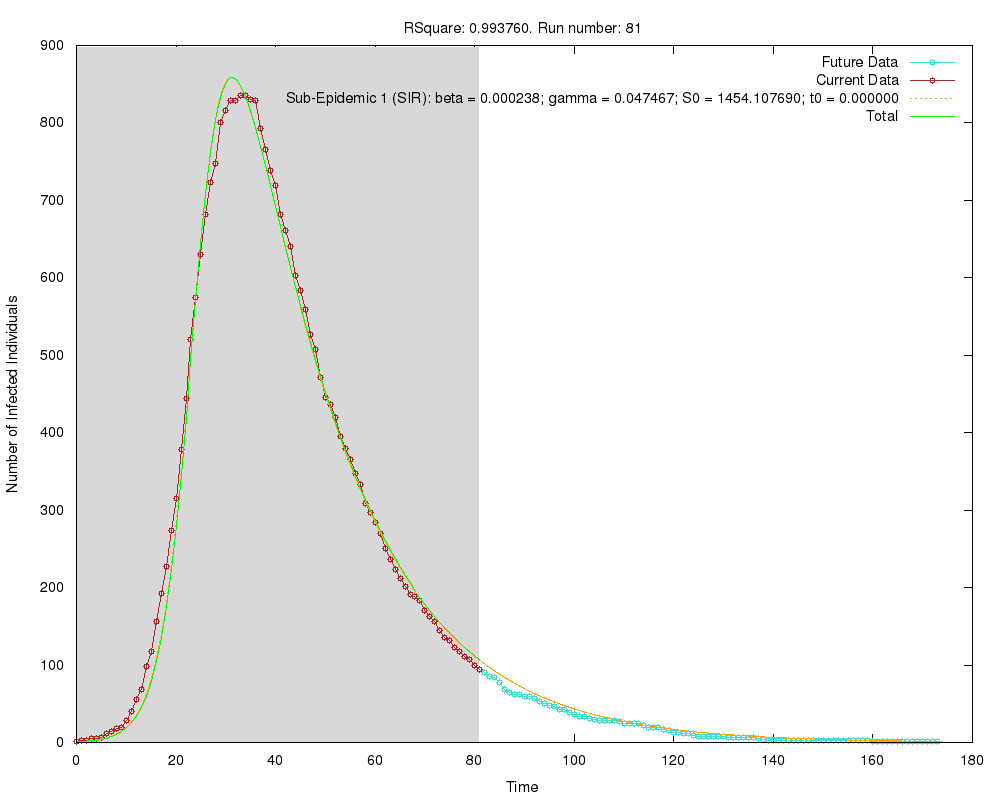 RSquare: 0.993760. Run number: 81
900
800
700
600
500
400
300
200
100
0
Number of Infected Individuals
Future Data
Current Data
Sub-Epidemic 1 (SIR): beta = 0.000238; gamma = 0.047467; S0 = 1454.107690; t0 = 0.000000
Total
0 20 40 60 80 100 120 140 160 180
Time